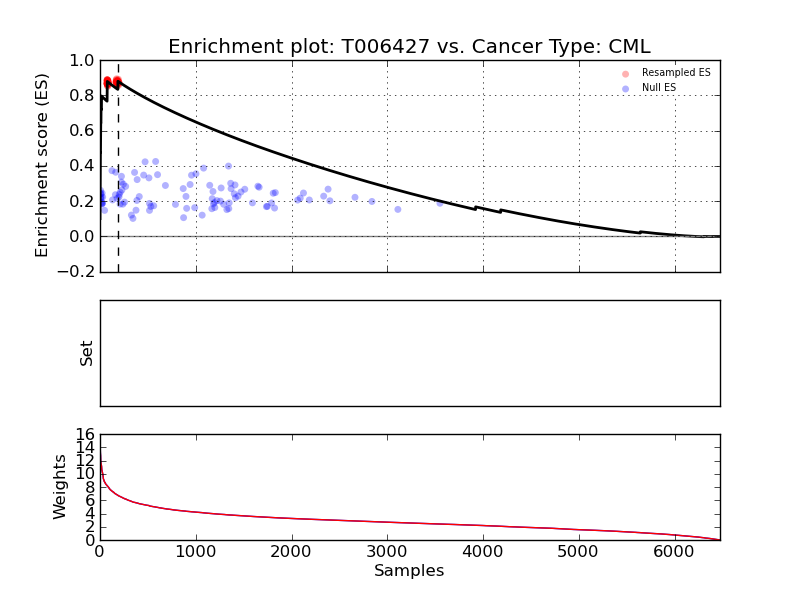 Enrichment plot: T006427 vs. Cancer Type: CML
Enrichment score (ES)
1.0
0.8
0.6
0.4
0.2
0.0
−0.2
Resampled ES
Null ES
Set
Weights
16
14
12
10
8
6
4
2
0
0 1000 2000 3000 4000 5000 6000
Samples